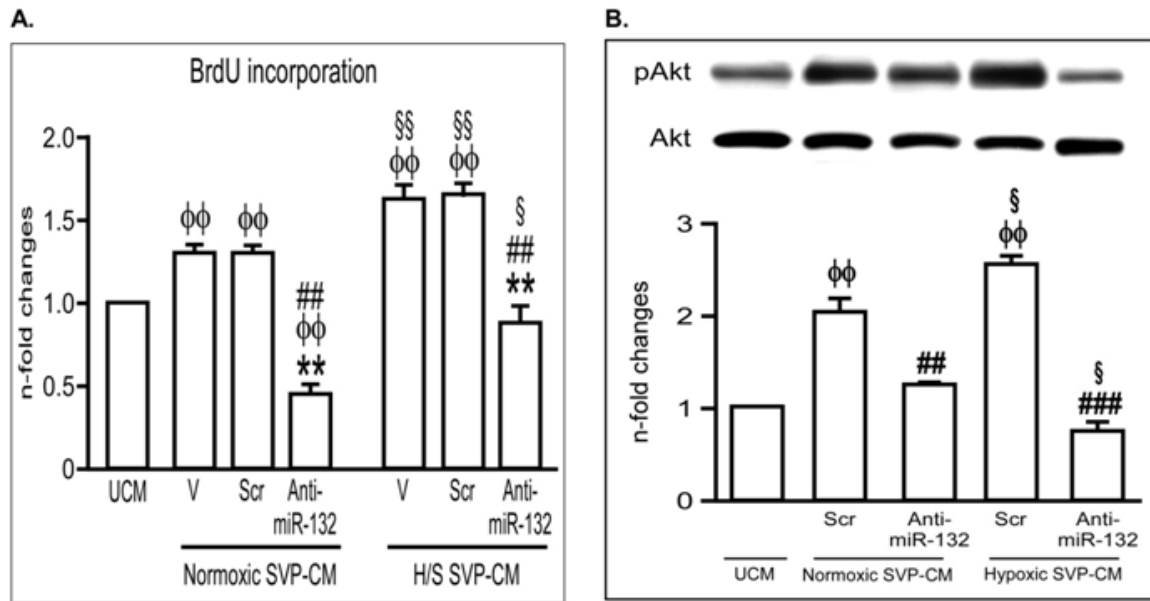 A.
BrdU incorporation
n-fold changes
2.0
1.5
1.0
0.5
0
ϕϕ
ϕϕ
##
ϕϕ
**
§§
ϕϕ
§§
ϕϕ
§
##
**
UCM
V
Scr
Anti-
miR-132
V
Scr
Anti-
miR-132
Normoxic SVP-CM
H/S SVP-CM
B.
pAkt
Akt
n-fold changes
3
2
1
0
ϕϕ
##
§
ϕϕ
§
###
Scr
Anti-
miR-132
Scr
Anti-
miR-132
UCM
Normoxic SVP-CM
Hypoxic SVP-CM